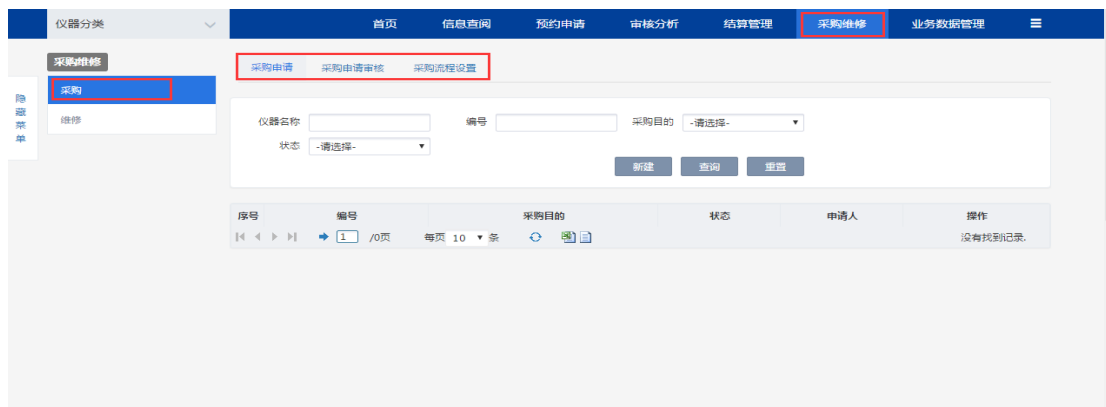 仪器分类 首页 信息查阅 预约申请 审核分析 结算管理 采购维修 业务数据管理
采购维修
采购申请 采购申请审核 采购流程设置
采购
隐藏菜单
维修
仪器名称 编号 采购目的 -请选择-
状态 -请选择-
新建 查询 重置
序号 编号 采购目的 状态 申请人 操作
1 /0页 每页 10 条 没有找到记录.